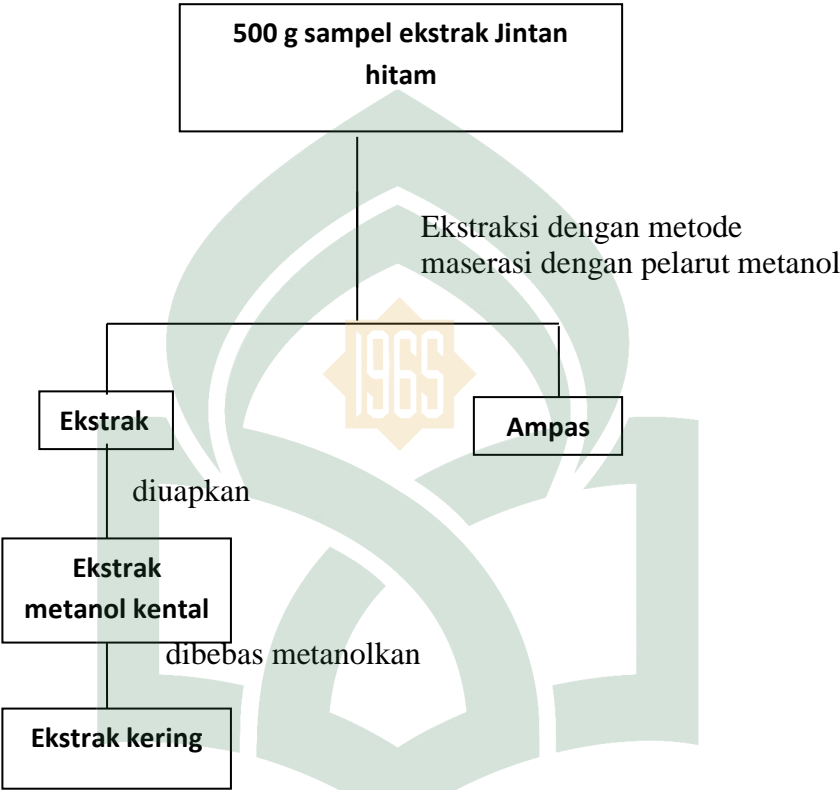 500 g sampel ekstrak Jintan
hitam
Ekstraksi dengan metode
maserasi dengan pelarut metanol
1965
Ekstrak
Ampas
diuapkan
Ekstrak
metanol kental
dibebas metanolkan
Ekstrak kering